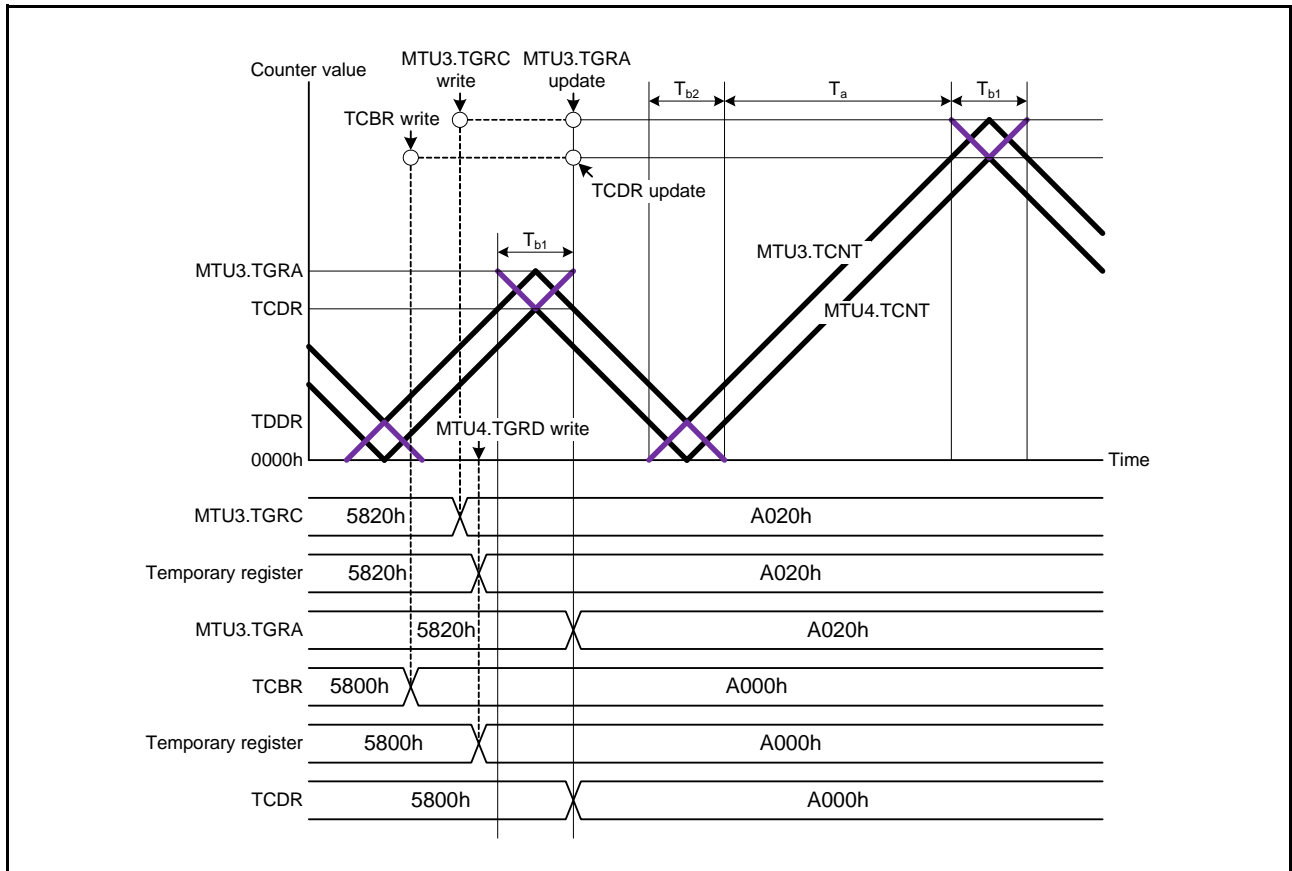 MTU3.TGRC
write
MTU3.TGRA
update
Counter value
Tb2
Ta
Tb1
TCBR write
TCDR update
Tb1
MTU3.TCNT
MTU3.TGRA
TCDR
MTU4.TCNT
TDDR
MTU4.TGRD write
0000h
Time
MTU3.TGRC 5820h A020h
Temporary register 5820h A020h
MTU3.TGRA 5820h A020h
TCBR 5800h A000h
Temporary register 5800h A000h
TCDR 5800h A000h